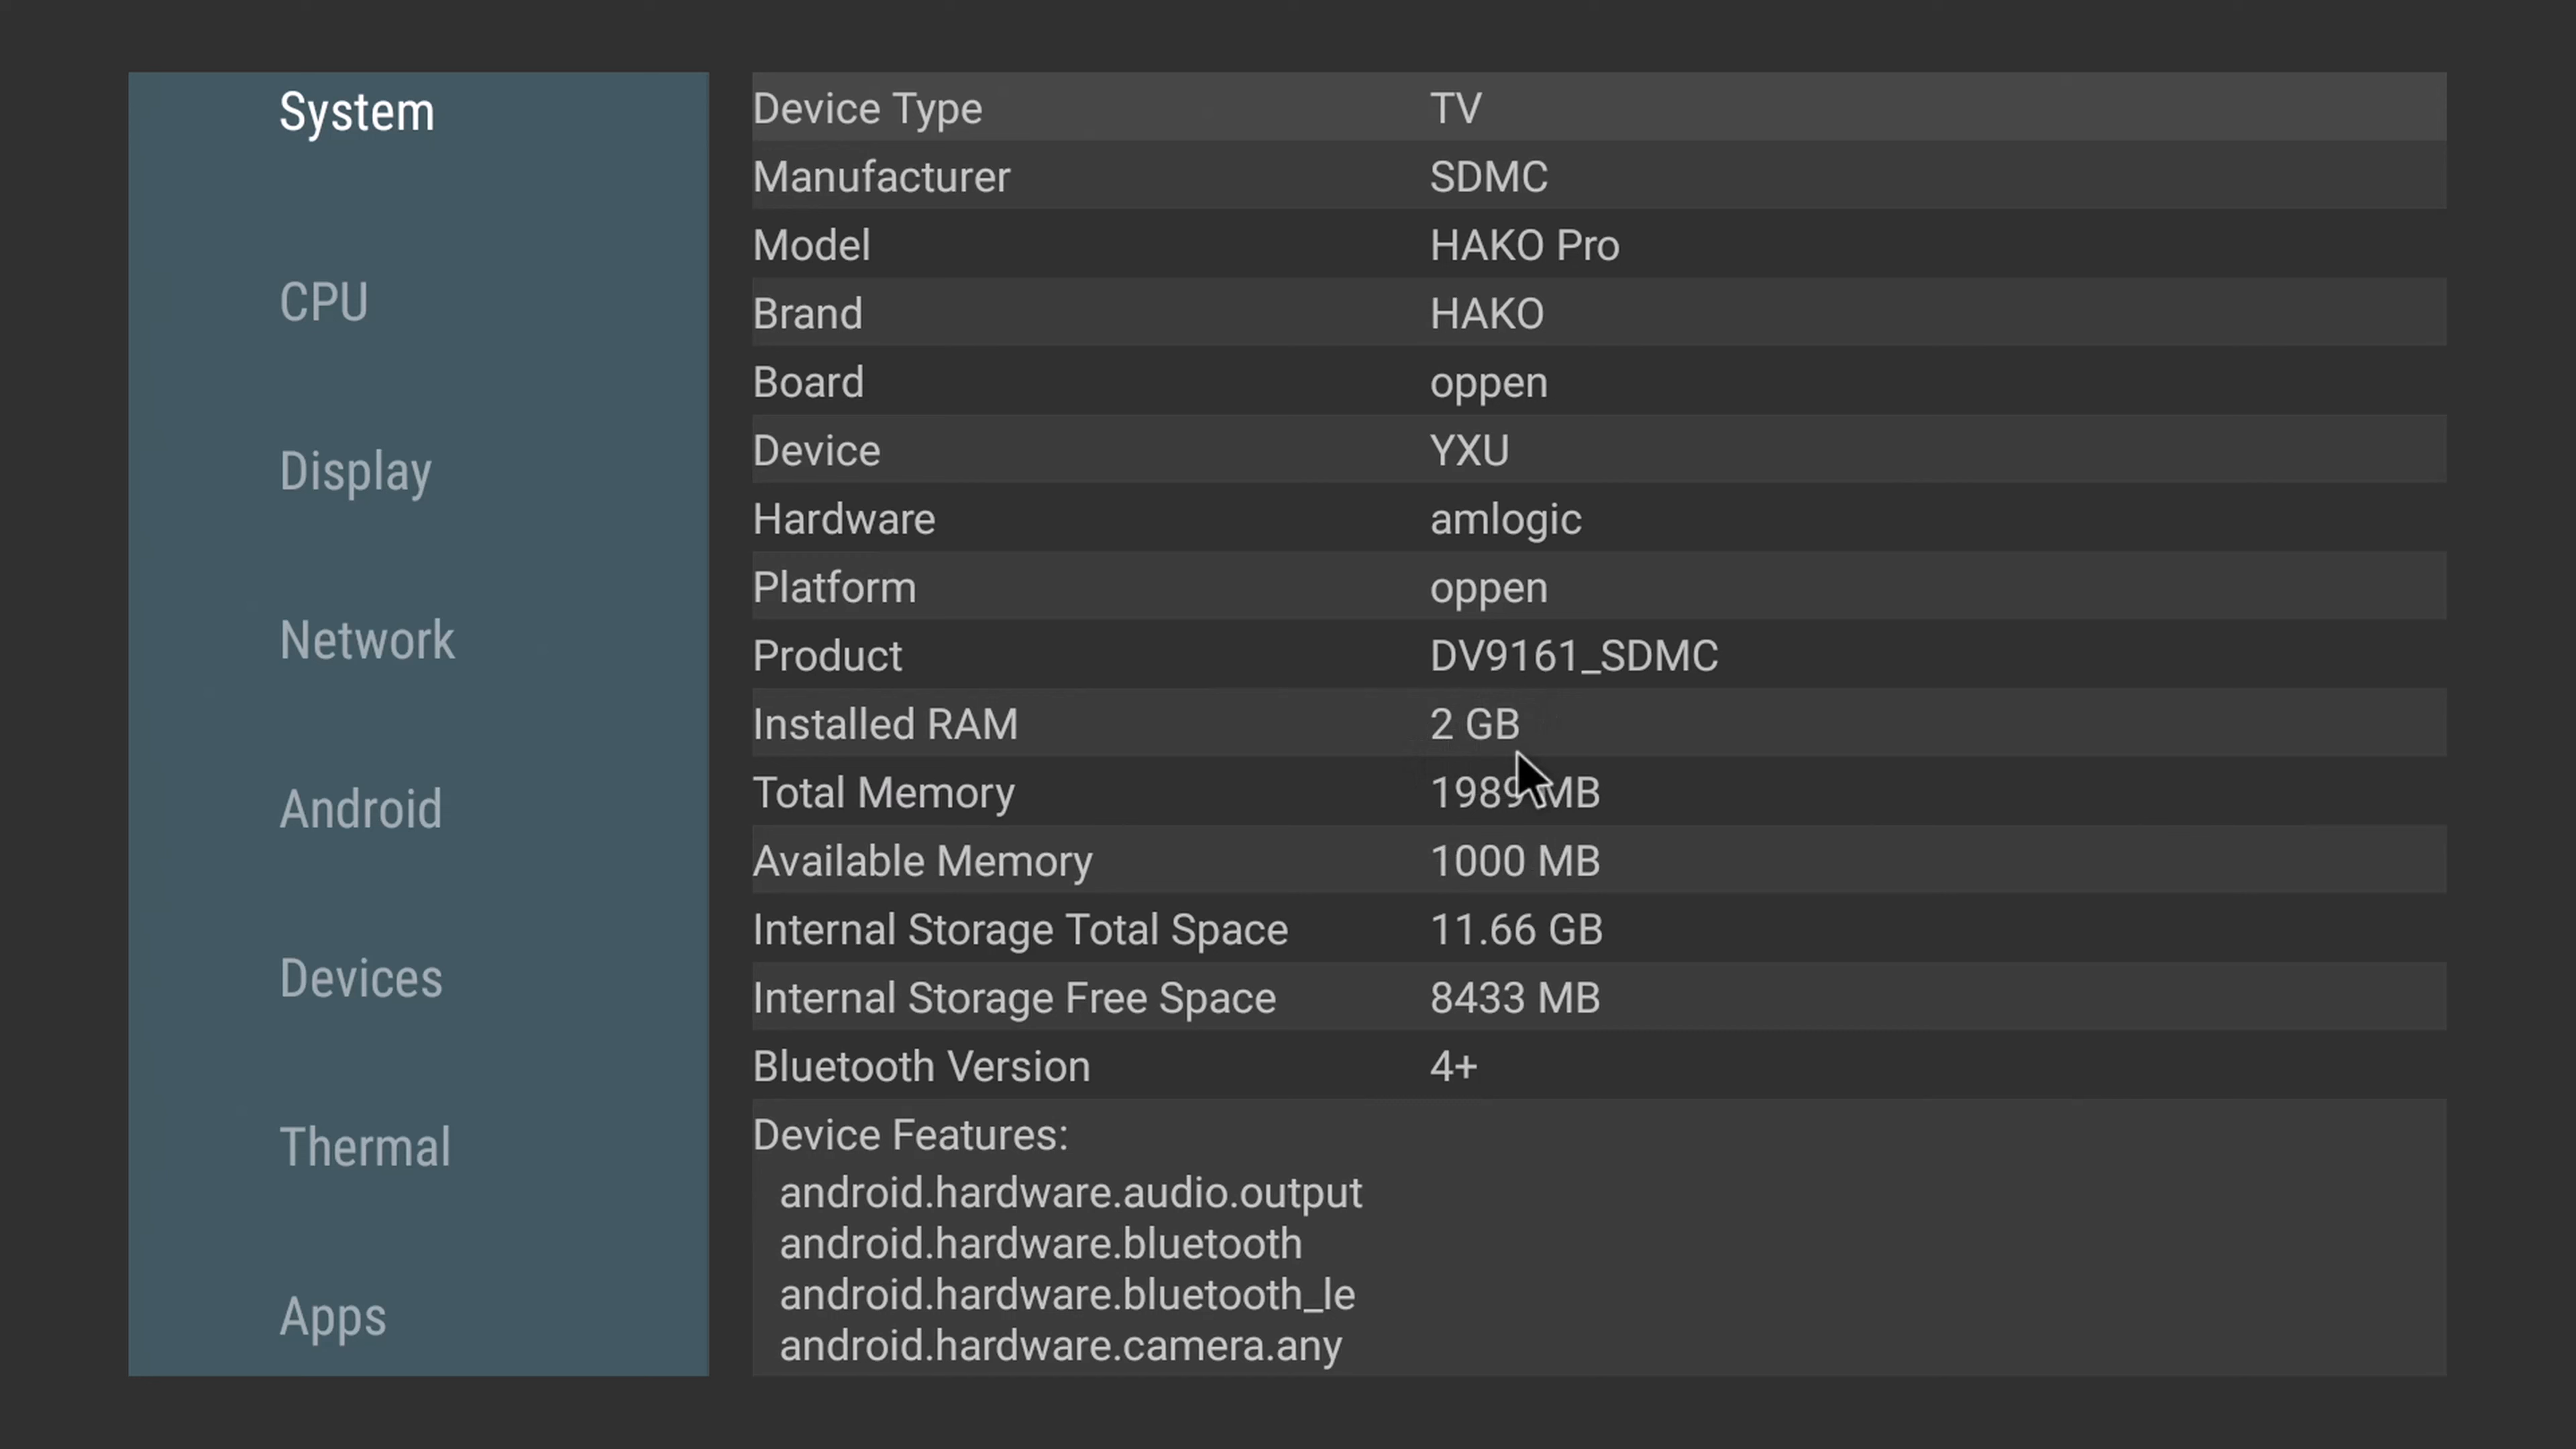 System
CPU
Display
Network
Android
Devices
Thermal
Apps
Device Type TV
Manufacturer SDMC
Model HAKO Pro
Brand HAKO
Board oppen
Device YXU
Hardware amlogic
Platform oppen
Product DV9161_SDMC
Installed RAM 2 GB
Total Memory 1989 MB
Available Memory 1000 MB
Internal Storage Total Space 11.66 GB
Internal Storage Free Space 8433 MB
Bluetooth Version 4+
Device Features:
android.hardware.audio.output
android.hardware.bluetooth
android.hardware.bluetooth_le
android.hardware.camera.any